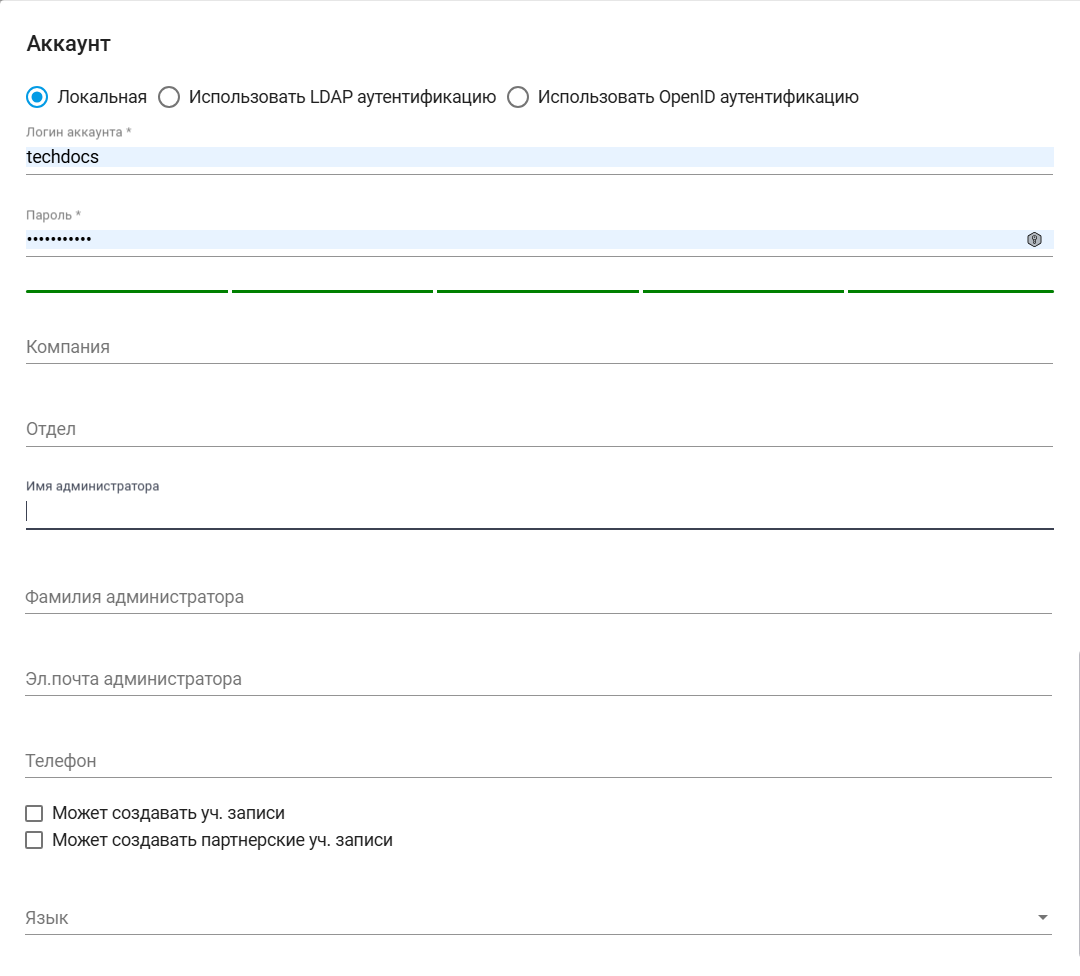 Аккаунт
Локальная Использовать LDAP аутентификацию Использовать OpenID аутентификацию
Логин аккаунта *
techdocs
Пароль *
•••••••••••
Компания
Отдел
Имя администратора
Фамилия администратора
Эл.почта администратора
Телефон
Может создавать уч. записи
Может создавать партнерские уч. записи
Язык